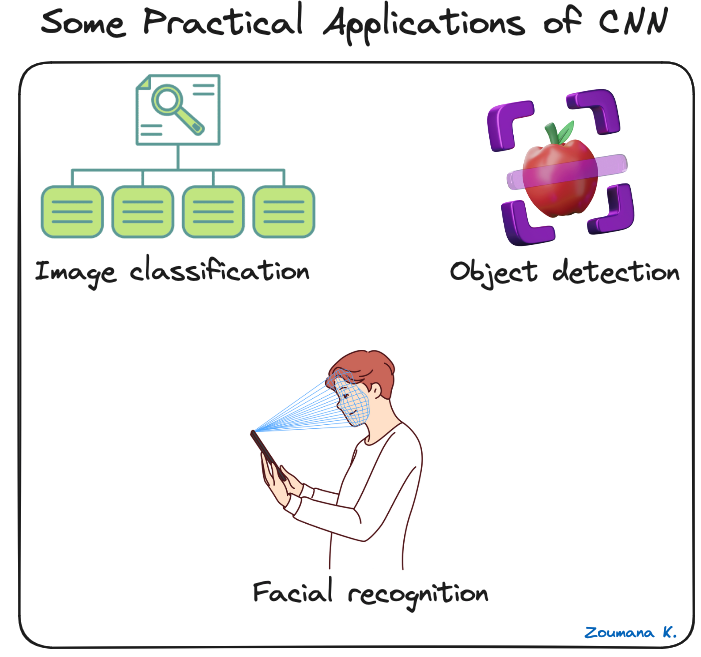 Some Practical Applications of CNN
Image classification
Object detection
Facial recognition
Zoumana K.